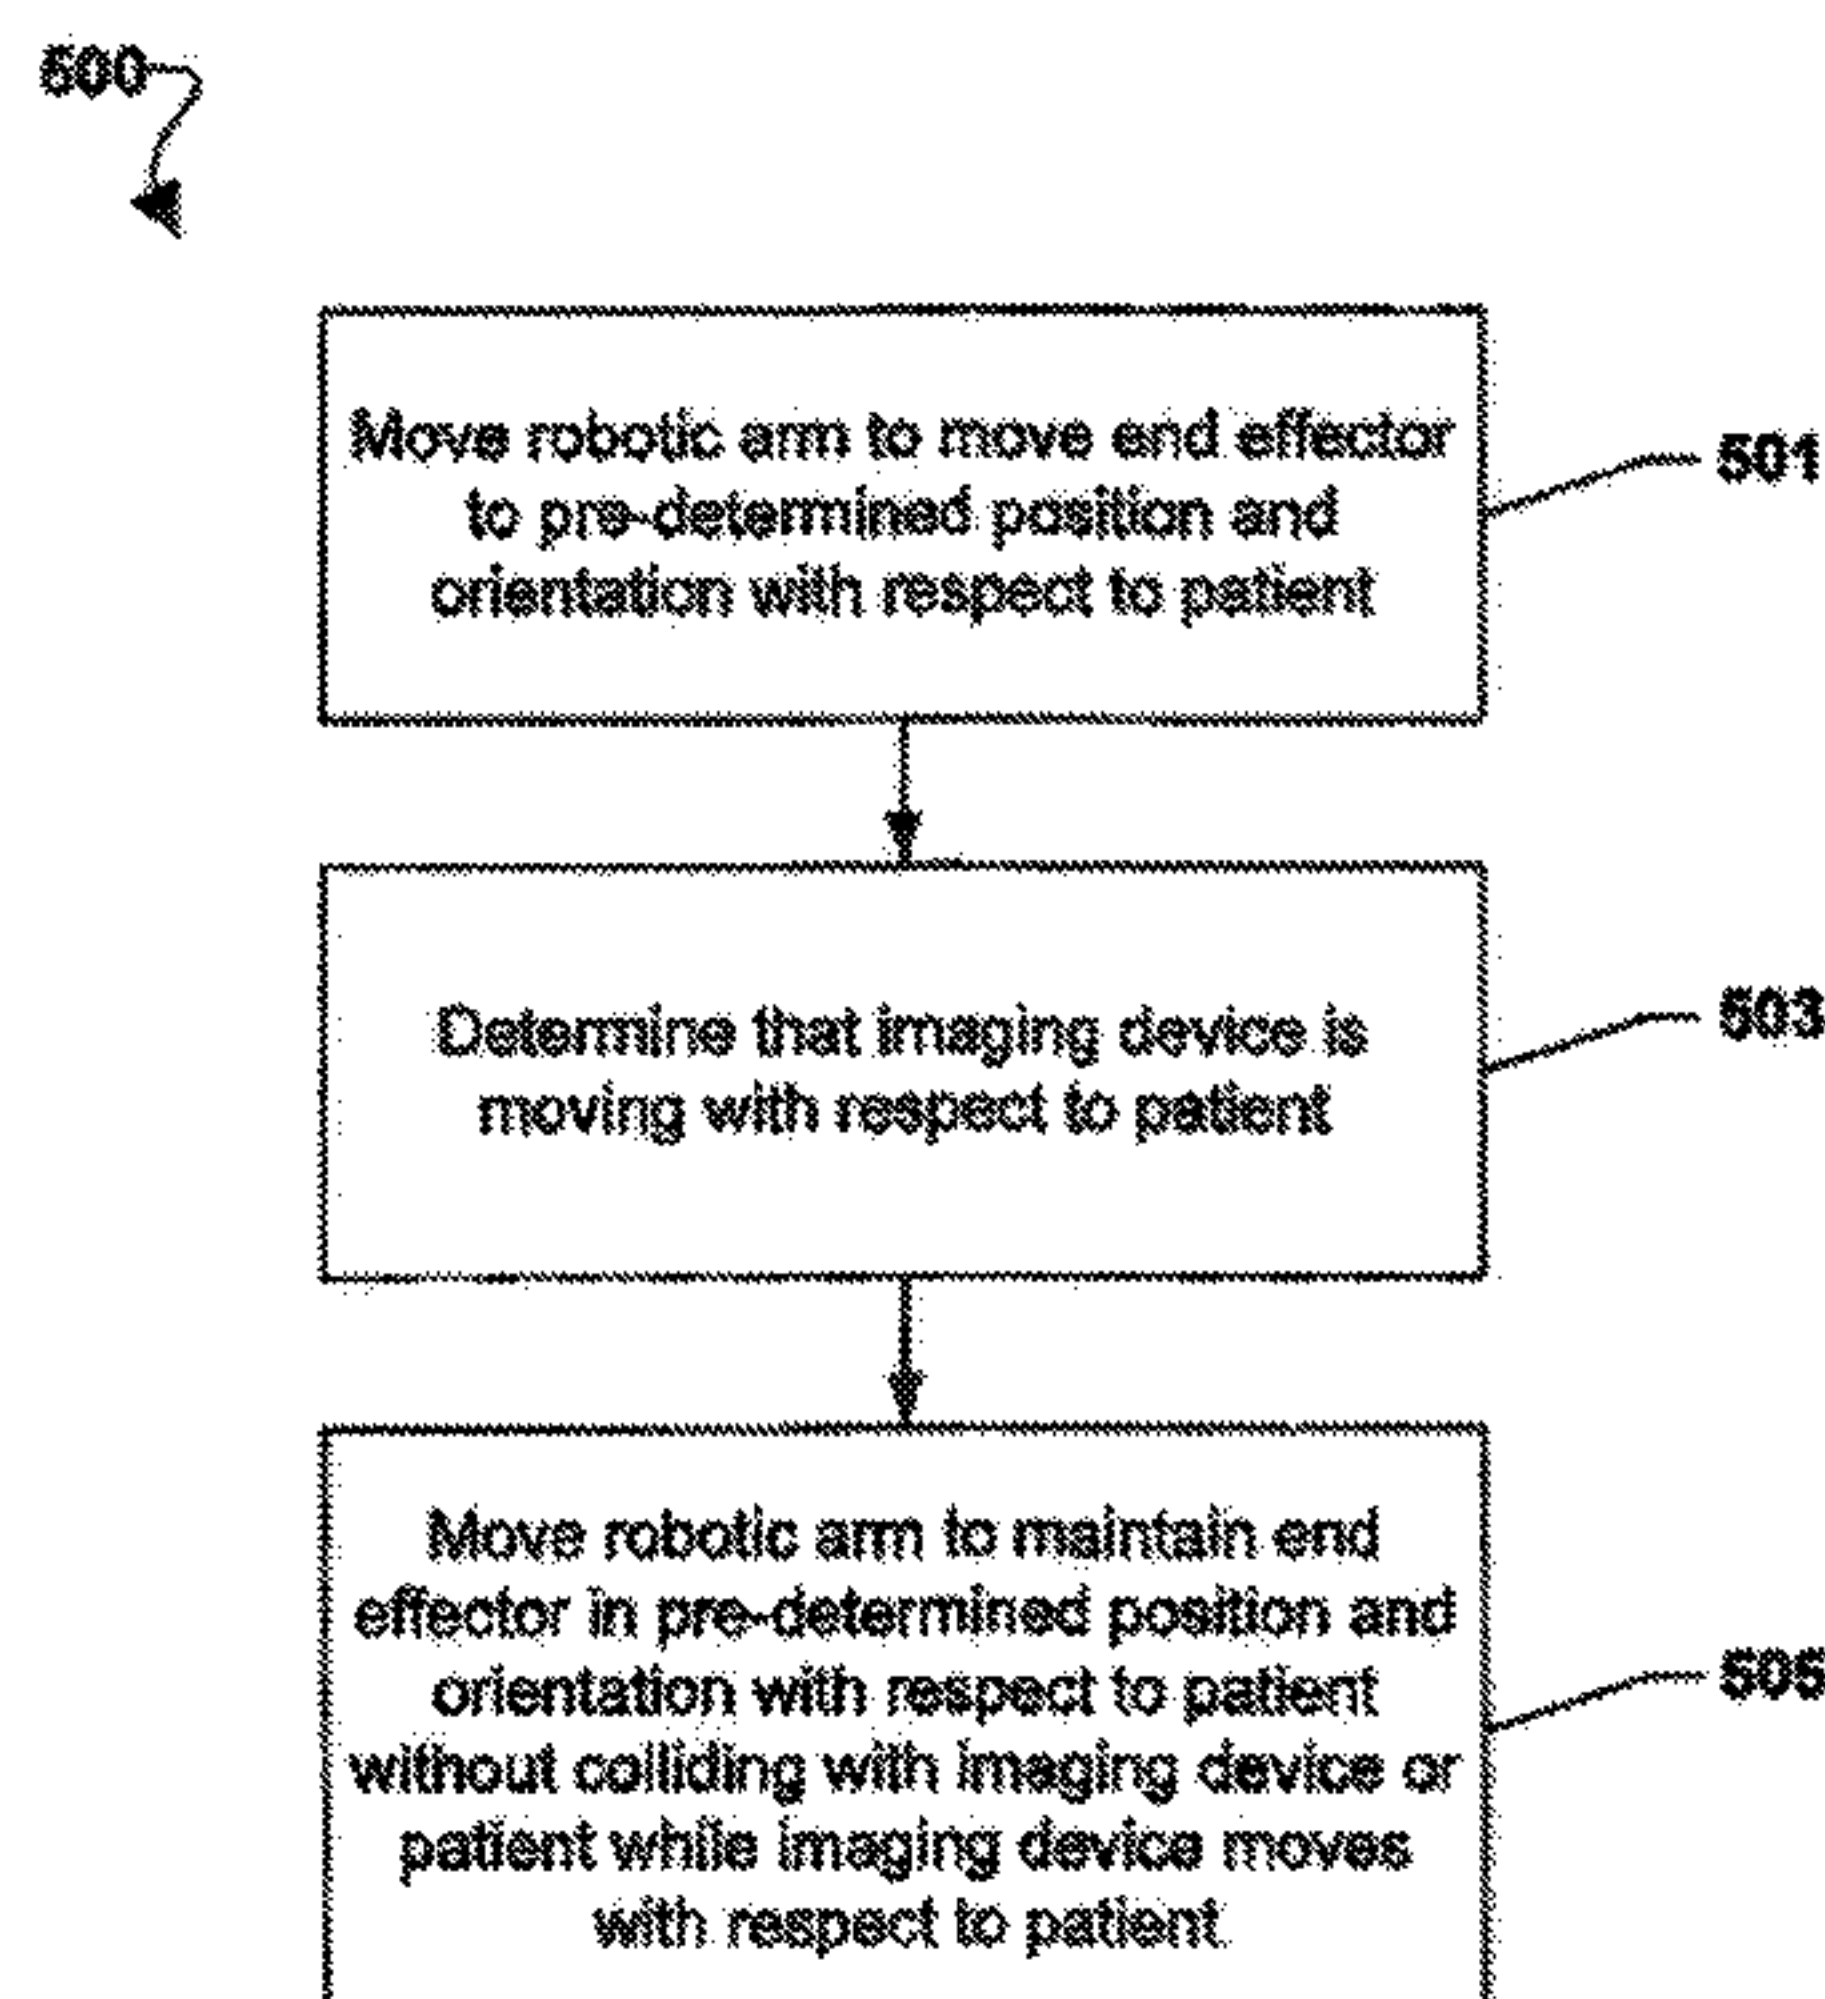 500
Move robotic arm to move end effector
to pre-determined position and
orientation with respect to patient
501
Determine that imaging device is
moving with respect to patient
503
Move robotic arm to maintain end
effector in pre-determined position and
orientation with respect to patient
without colliding with imaging device or
patient while imaging device moves
with respect to patient
505